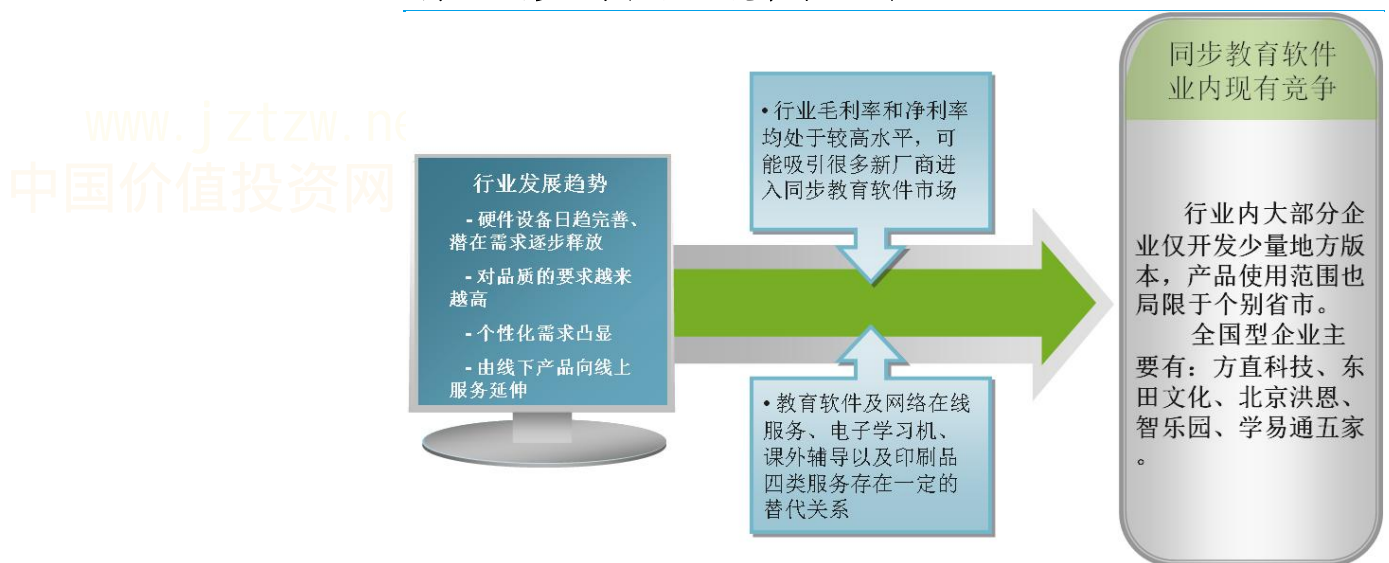 www.jztzw.ne
中国价值投资网
行业发展趋势
- 硬件设备日趋完善、
潜在需求逐步释放
- 对品质的要求越来
越高
- 个性化需求凸显
- 由线下产品向线上
服务延伸
• 行业毛利率和净利率
均处于较高水平，可
能吸引很多新厂商进
入同步教育软件市场
• 教育软件及网络在线
服务、电子学习机、
课外辅导以及印刷品
四类服务存在一定的
替代关系
同步教育软件
业内现有竞争
行业内大部分企
业仅开发少量地方版
本，产品使用范围也
局限于个别省市。
全国型企业主
要有：方直科技、东
田文化、北京洪恩、
智乐园、学易通五家
。